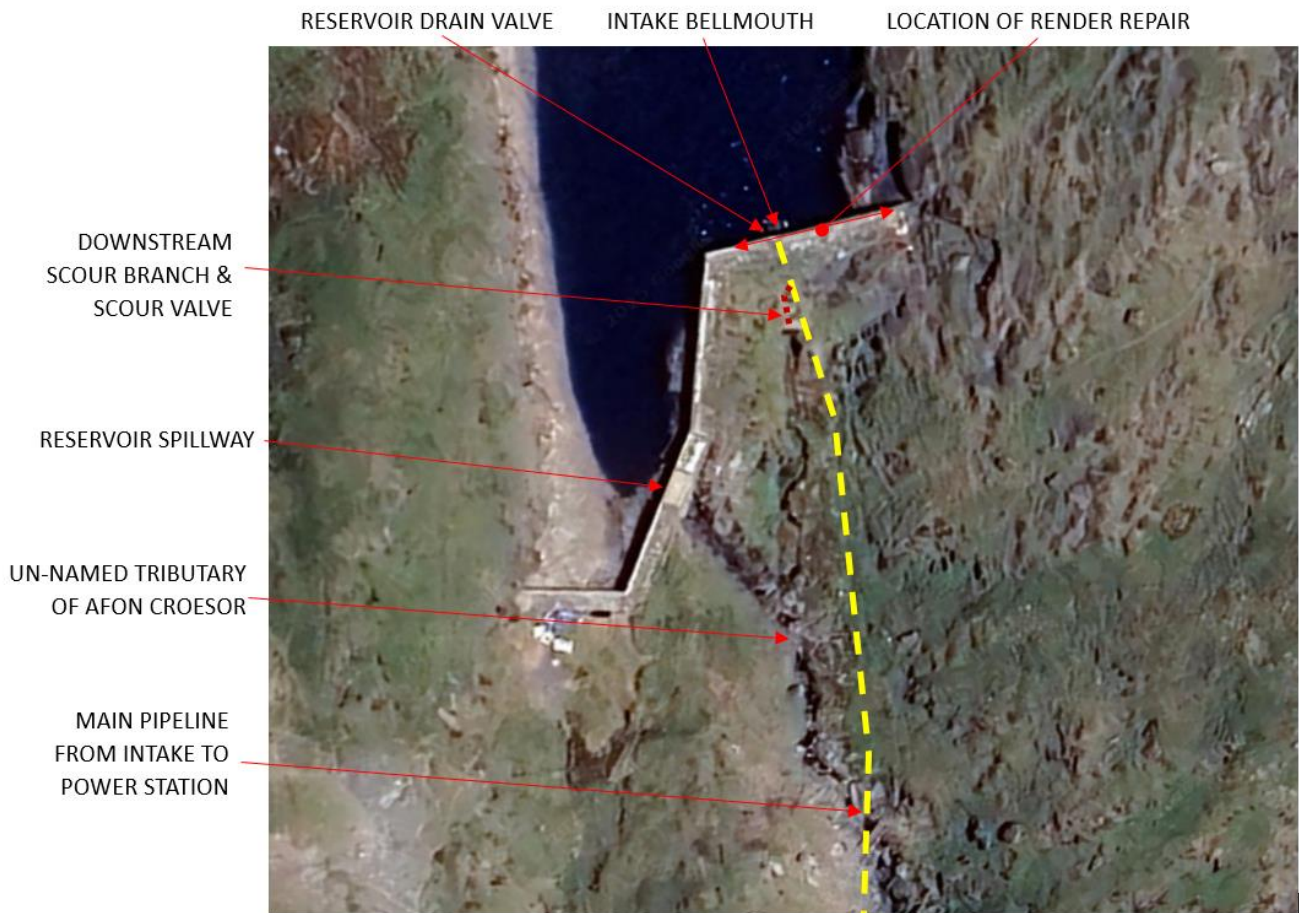 RESERVOIR DRAIN VALVE
INTAKE BELLMOUTH
LOCATION OF RENDER REPAIR
DOWNSTREAM
SCOUR BRANCH &
SCOUR VALVE
RESERVOIR SPILLWAY
UN-NAMED TRIBUTARY
OF AFON CROESOR
MAIN PIPELINE
FROM INTAKE TO
POWER STATION